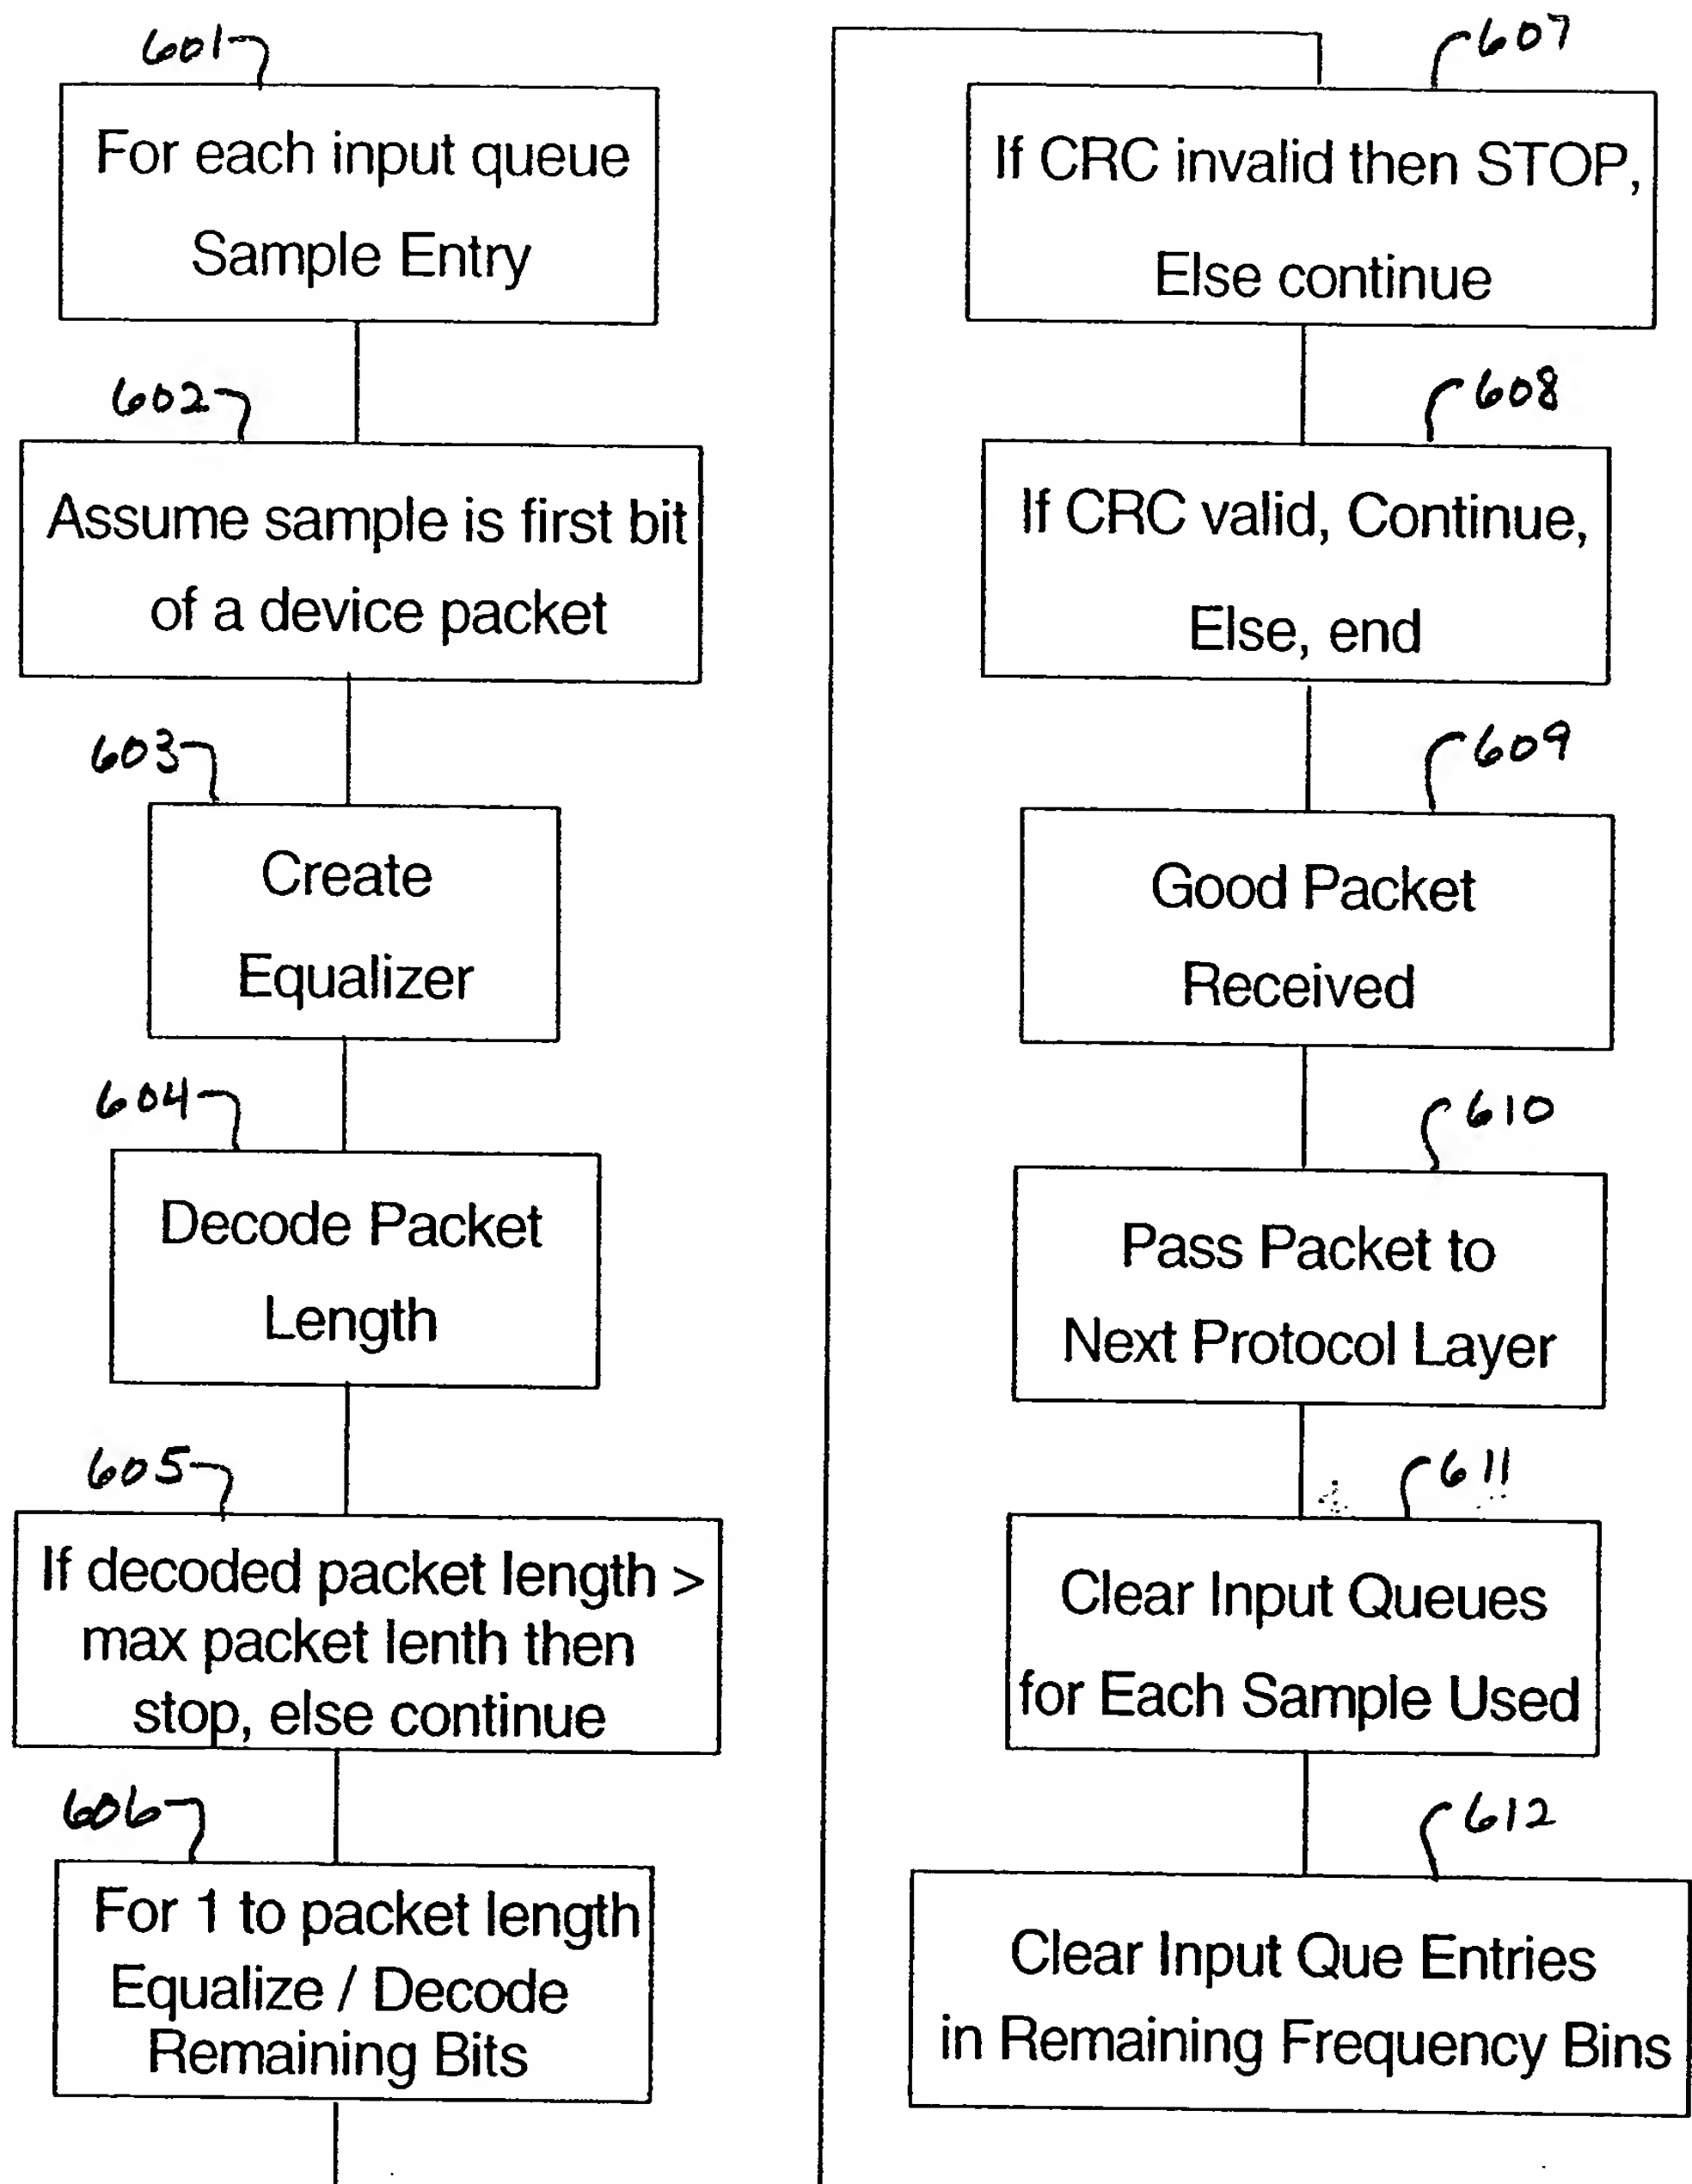 601
For each input queue
Sample Entry
602
Assume sample is first bit
of a device packet
603
Create
Equalizer
604
Decode Packet
Length
605
If decoded packet length >
max packet lenth then
stop, else continue
606
For 1 to packet length
Equalize / Decode
Remaining Bits
607
If CRC invalid then STOP,
Else continue
608
If CRC valid, Continue,
Else, end
609
Good Packet
Received
610
Pass Packet to
Next Protocol Layer
611
Clear Input Queues
for Each Sample Used
612
Clear Input Que Entries
in Remaining Frequency Bins